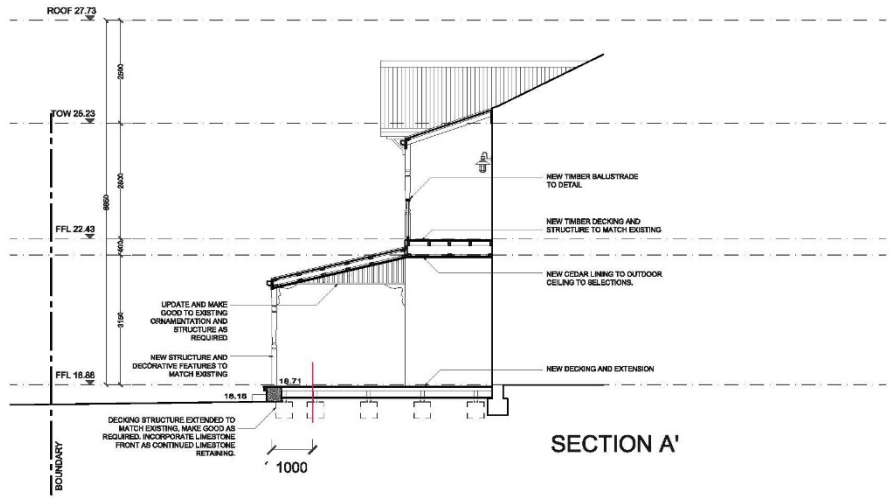 ROOF 27.73
2500
TOW 25.23
2800
8850
NEW TIMBER BALUSTRADE
TO DETAIL
NEW TIMBER DECKING AND
STRUCTURE TO MATCH EXISTING
FFL 22.43
400
NEW CEDAR LINING TO OUTDOOR
CEILING TO SELECTIONS.
UPDATE AND MAKE
GOOD TO EXISTING
ORNAMENTATION AND
STRUCTURE AS
REQUIRED
3150
NEW STRUCTURE AND
DECORATIVE FEATURES TO
MATCH EXISTING
NEW DECKING AND EXTENSION
FFL 18.88
18.71
18.16
DECKING STRUCTURE EXTENDED TO
MATCH EXISTING, MAKE GOOD AS
REQUIRED. INCORPORATE LIMESTONE
FRONT AS CONTINUED LIMESTONE
RETAINING.
1000
SECTION A'
BOUNDARY